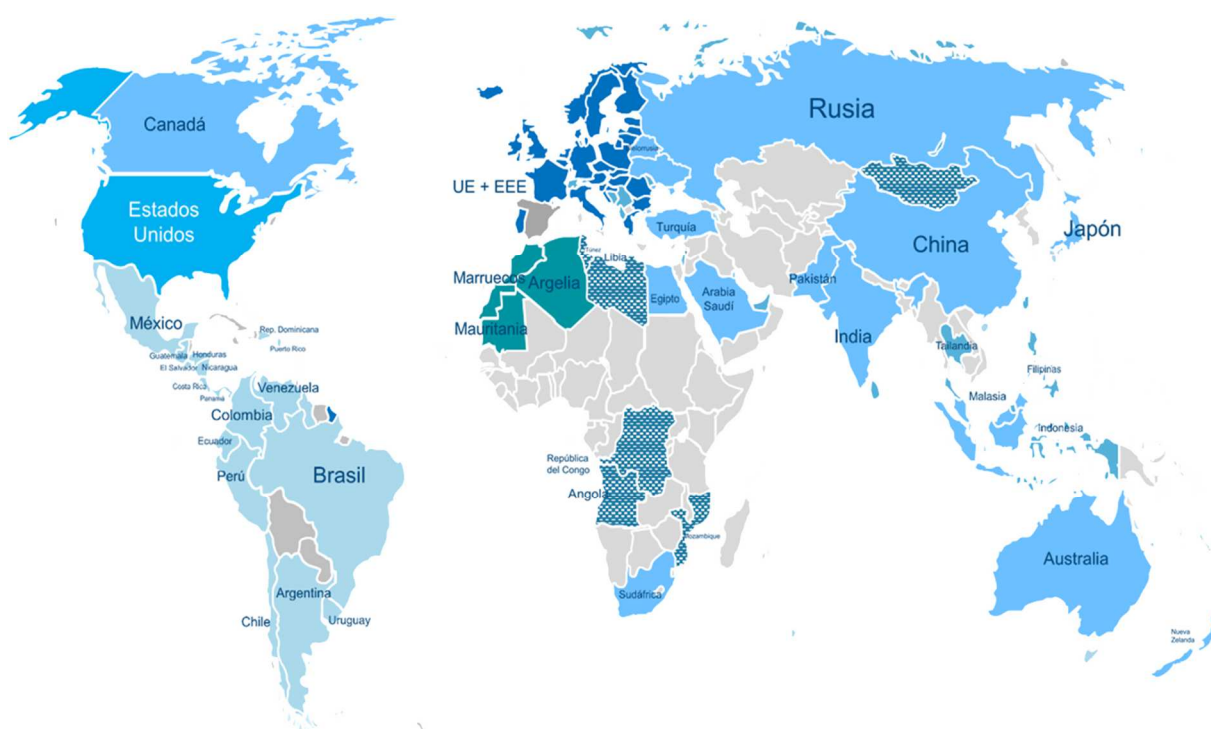 Canadá
Rusia
Bielorrusia
UE + EEE
Estados
Unidos
Turquía
China
Japón
Túnez
Libia
Marruecos
Argelia
Egipto
Arabia
Saudí
Pakistán
México
Rep. Dominicana
Mauritania
India
Puerto Rico
Guatemala
Honduras
Tailandia
El Salvador
Nicaragua
Filipinas
Costa Rica
Venezuela
Panama
Malasia
Colombia
Indonesia
Ecuador
República
del Congo
Perú
Brasil
Angola
Mozambique
Australia
Argentina
Sudáfrica
Chile
Uruguay
Nueva
Zelanda